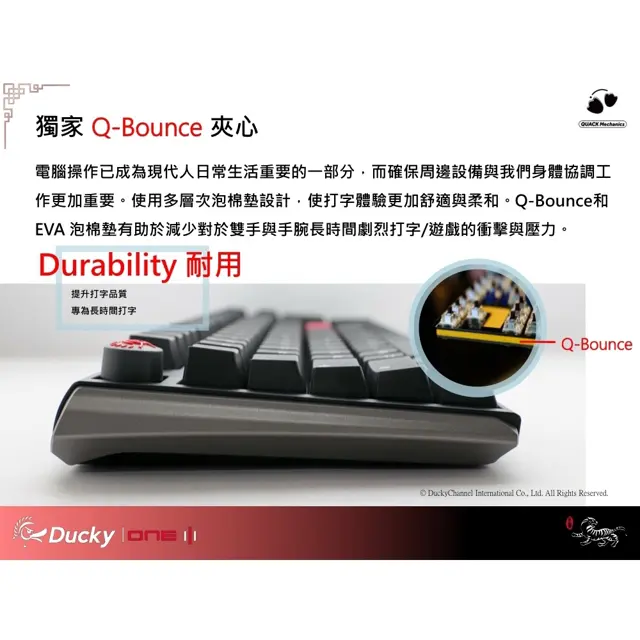 獨家 Q-Bounce 夾心
QUACK Mechanics
電腦操作已成為現代人日常生活重要的一部分，而確保周邊設備與我們身體協調工
作更加重要。使用多層次泡棉墊設計，使打字體驗更加舒適與柔和。Q-Bounce和
EVA 泡棉墊有助於減少對於雙手與手腕長時間劇烈打字/遊戲的衝擊與壓力。
Durability 耐用
提升打字品質
專為長時間打字
Q-Bounce
© DuckyChannel International Co., Ltd. All Rights Reserved.
Ducky ONE III